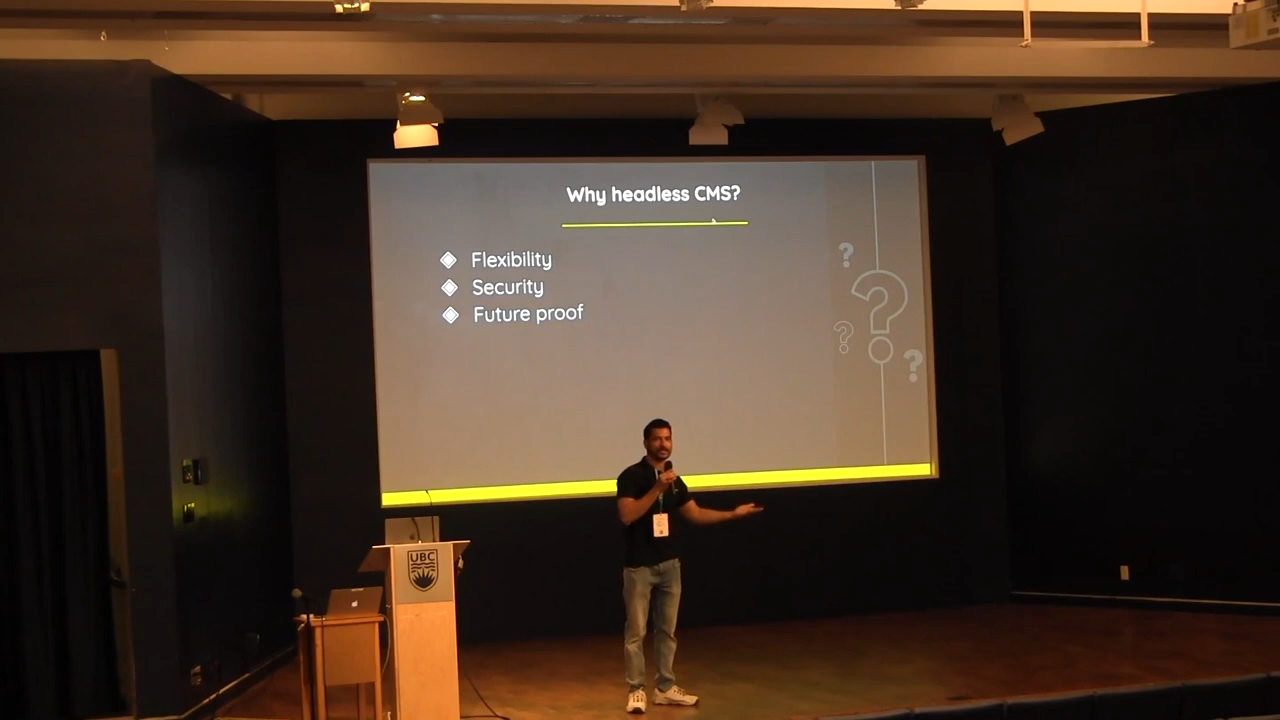 Why headless CMS?
Flexibility
Security
Future proof
UBC